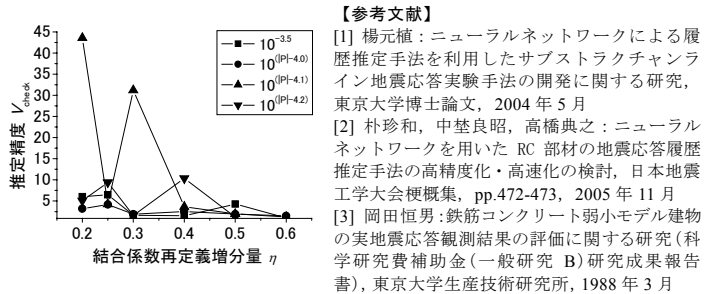 45
40
35
30
25
20
15
10
5
推定精度 Vcheck
0.2 0.3 0.4 0.5 0.6
結合係数再定義増分量 η
10^-3.5
10^(|P|-4.0)
10^(|P|-4.1)
10^(|P|-4.2)
【参考文献】
[1] 楊元植：ニューラルネットワークによる履
歴推定手法を利用したサブストラクチャンラ
イン地震応答実験手法の開発に関する研究，
東京大学博士論文，2004 年 5 月
[2] 朴珍和，中埜良昭，高橋典之：ニューラル
ネットワークを用いた RC 部材の地震応答履歴
推定手法の高精度化・高速化の検討，日本地震
工学大会梗概集，pp.472-473，2005 年 11 月
[3] 岡田恒男：鉄筋コンクリート弱小モデル建物
の実地震応答観測結果の評価に関する研究（科
学研究費補助金（一般研究 B）研究成果報告
書），東京大学生産技術研究所，1988 年 3 月